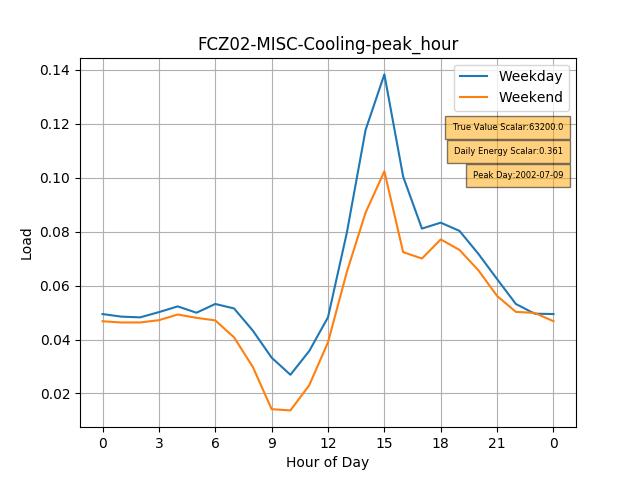 FCZ02-MISC-Cooling-peak_hour
Weekday
Weekend
True Value Scalar:63200.0
Daily Energy Scalar:0.361
Peak Day:2002-07-09
0.14
0.12
0.10
0.08
0.06
0.04
0.02
Load
0 3 6 9 12 15 18 21 0
Hour of Day